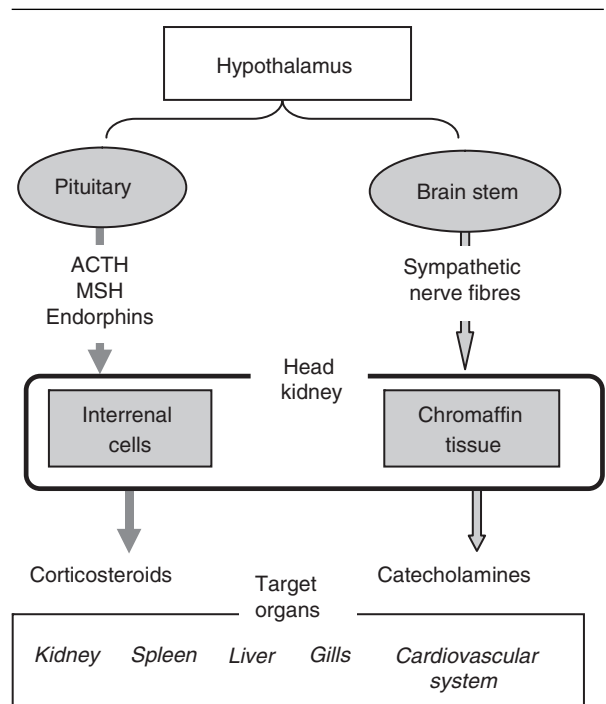 Hypothalamus
Pituitary
Brain stem
ACTH
MSH
Endorphins
Sympathetic
nerve fibres
Head
kidney
Interrenal
cells
Chromaffin
tissue
Corticosteroids
Catecholamines
Target
organs
Kidney Spleen Liver Gills Cardiovascular
system